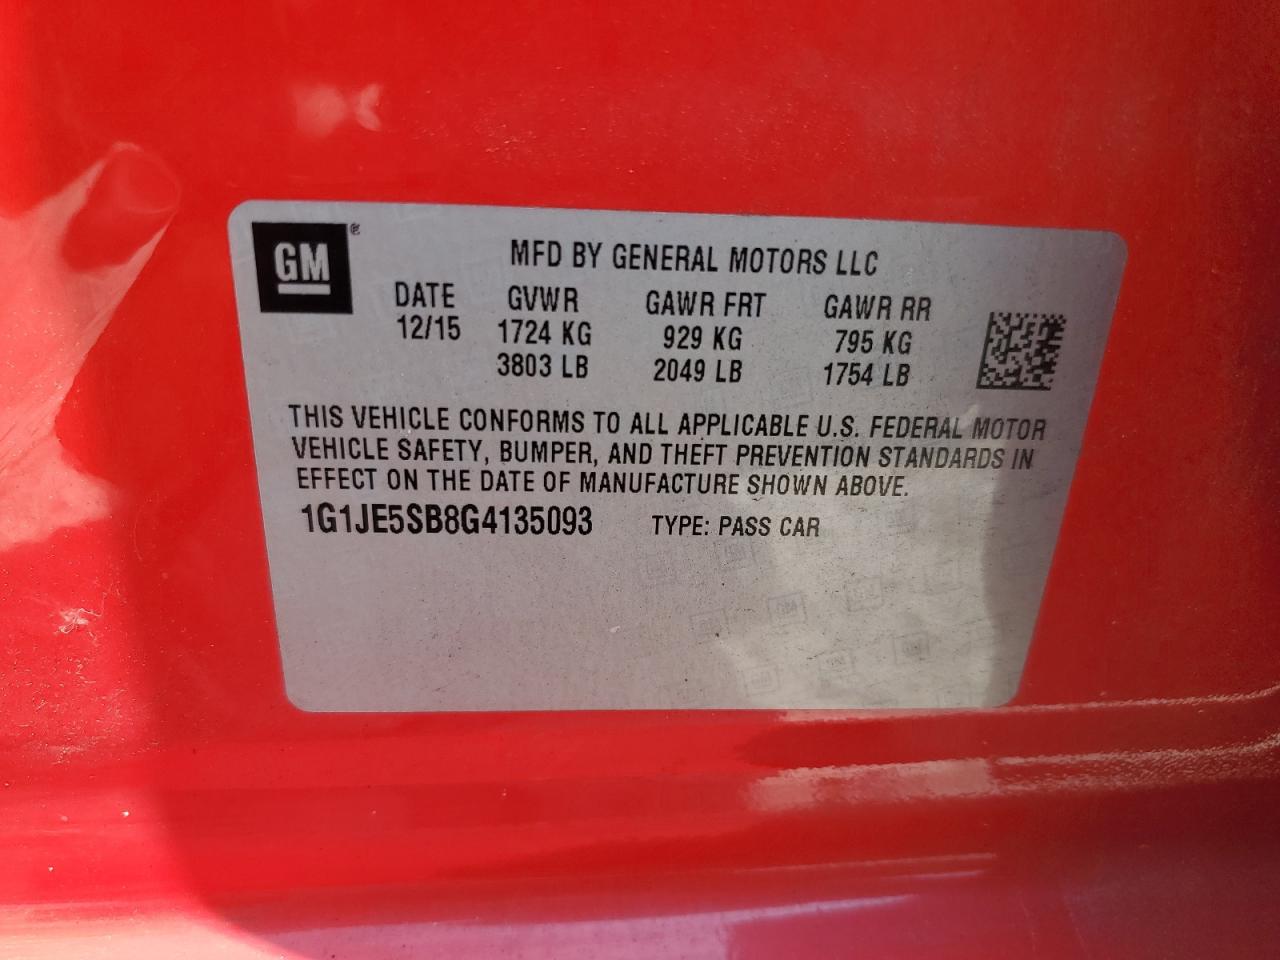 GM®
MFD BY GENERAL MOTORS LLC
DATE GVWR GAWR FRT GAWR RR
12/15 1724 KG 929 KG 795 KG
3803 LB 2049 LB 1754 LB
THIS VEHICLE CONFORMS TO ALL APPLICABLE U.S. FEDERAL MOTOR
VEHICLE SAFETY, BUMPER, AND THEFT PREVENTION STANDARDS IN
EFFECT ON THE DATE OF MANUFACTURE SHOWN ABOVE.
1G1JE5SB8G4135093 TYPE: PASS CAR